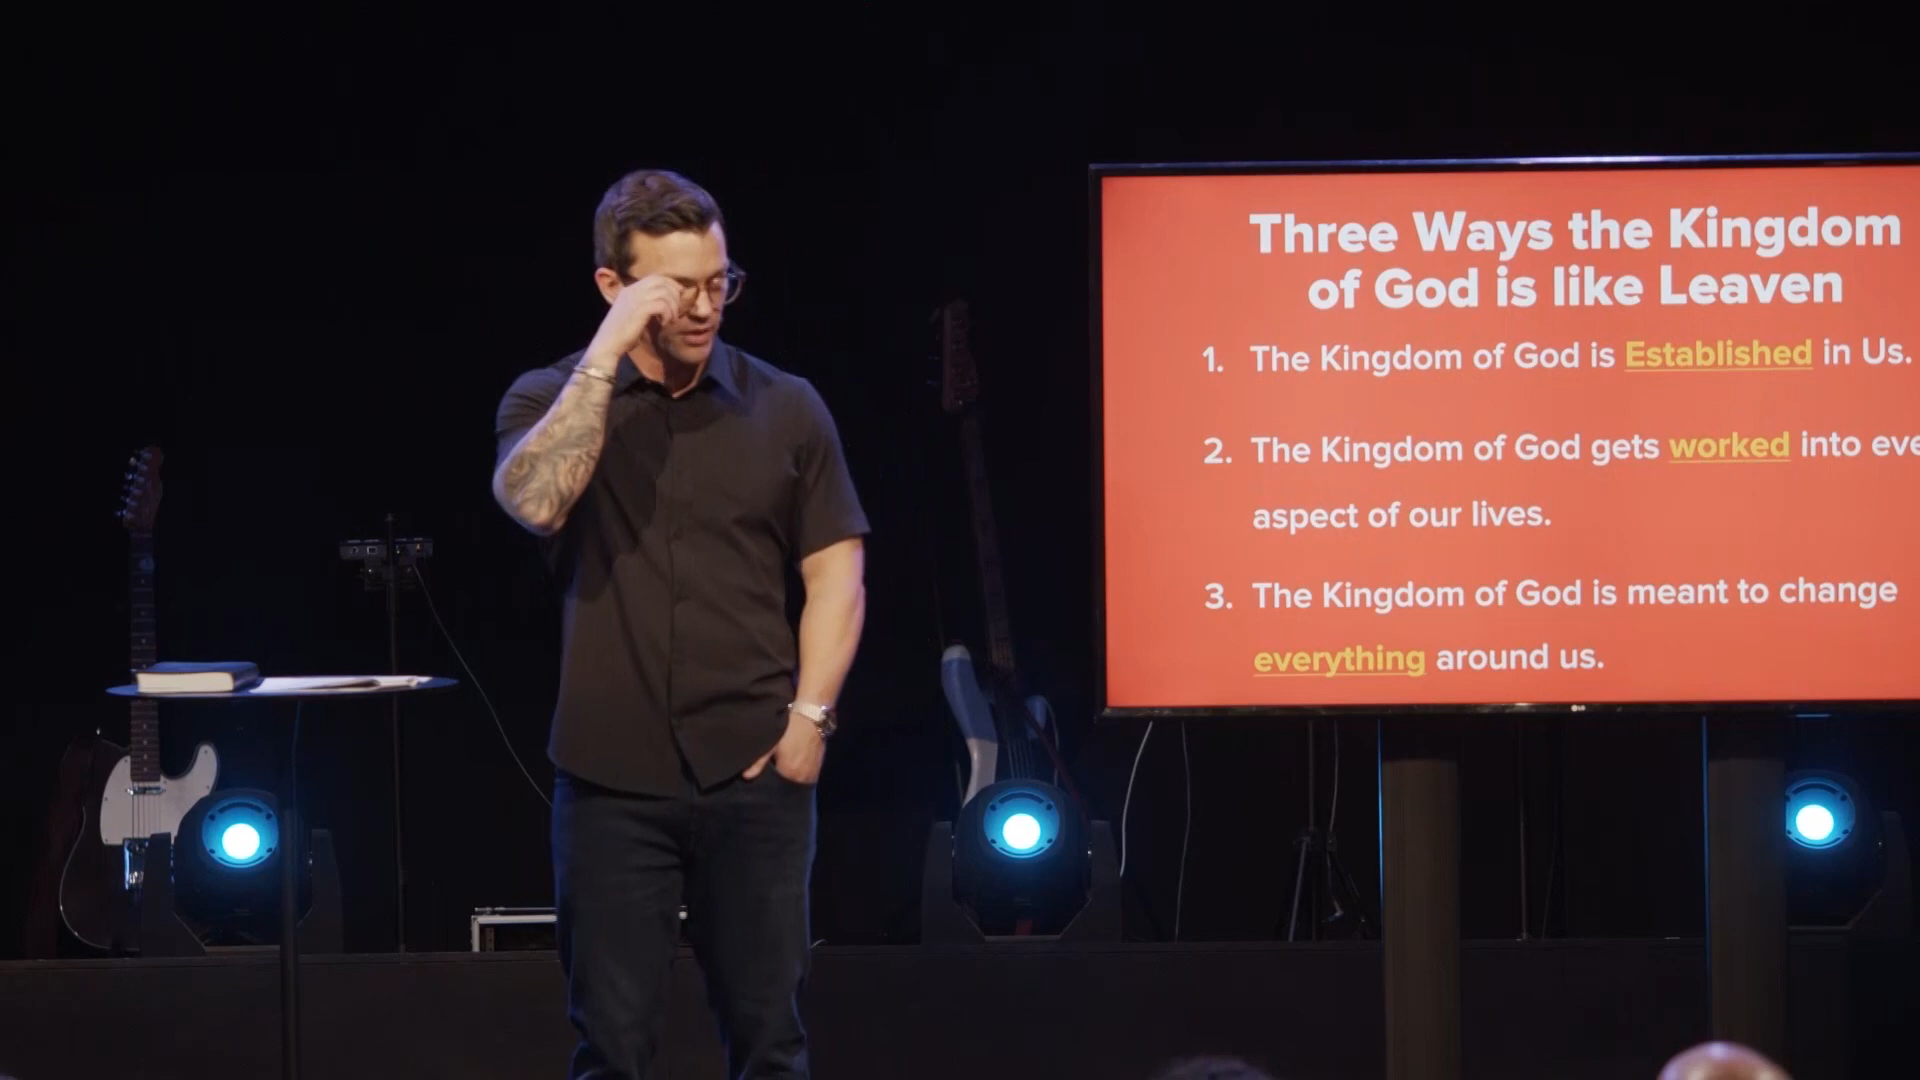 Three Ways the Kingdom
of God is like Leaven
1. The Kingdom of God is Established in Us.
2. The Kingdom of God gets worked into eve
aspect of our lives.
3. The Kingdom of God is meant to change
everything around us.
LG